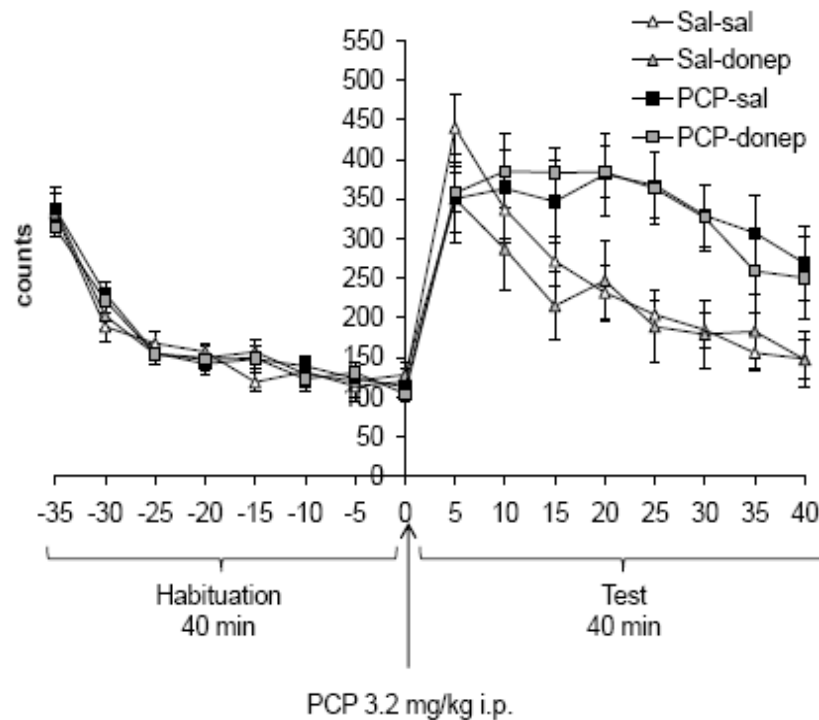 Sal-sal
Sal-donep
PCP-sal
PCP-donep
counts
550
500
450
400
350
300
250
200
150
100
50
0
-35 -30 -25 -20 -15 -10 -5 0 5 10 15 20 25 30 35 40
Habituation
40 min
Test
40 min
PCP 3.2 mg/kg i.p.